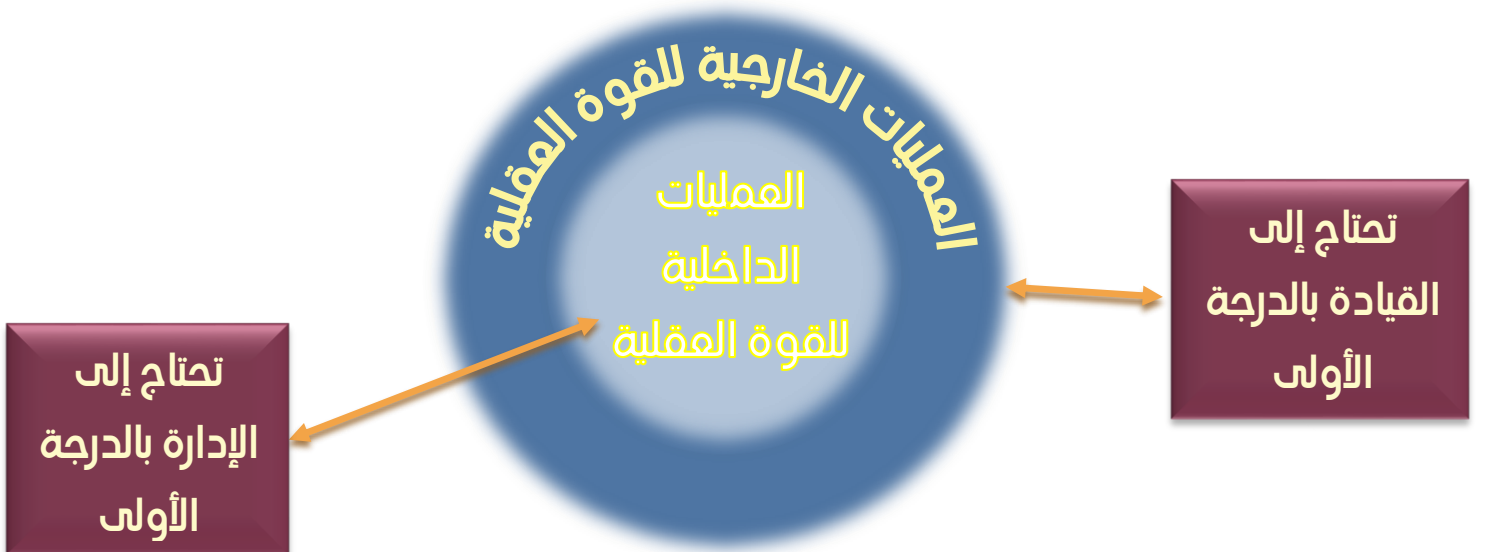 العمليات الخارجية للقوة العقلية
العمليات
الداخلية
للقوة العقلية
تحتاج إلى
القيادة بالدرجة
الأولى
تحتاج إلى
الإدارة بالدرجة
الأولى